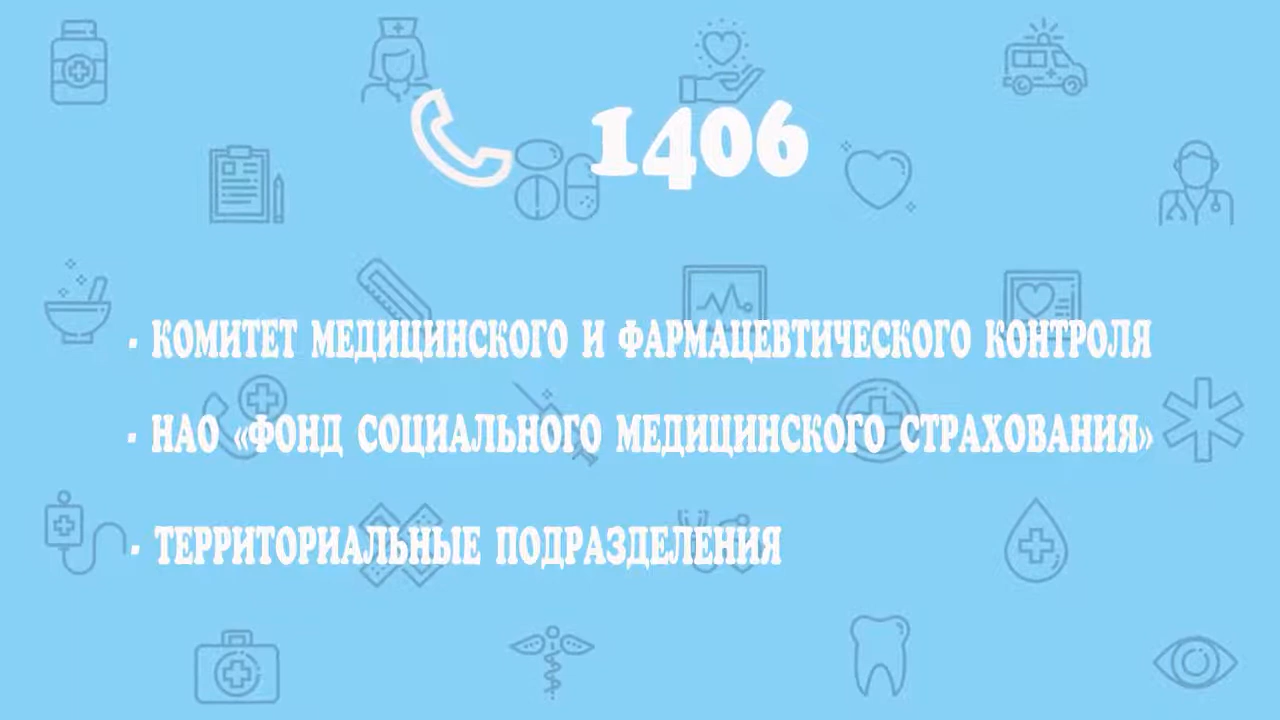 1406
- КОМИТЕТ МЕДИЦИНСКОГО И ФАРМАЦЕВТИЧЕСКОГО КОНТРОЛЯ
- НАО «ФОНД СОЦИАЛЬНОГО МЕДИЦИНСКОГО СТРАХОВАНИЯ»
- ТЕРРИТОРИАЛЬНЫЕ ПОДРАЗДЕЛЕНИЯ